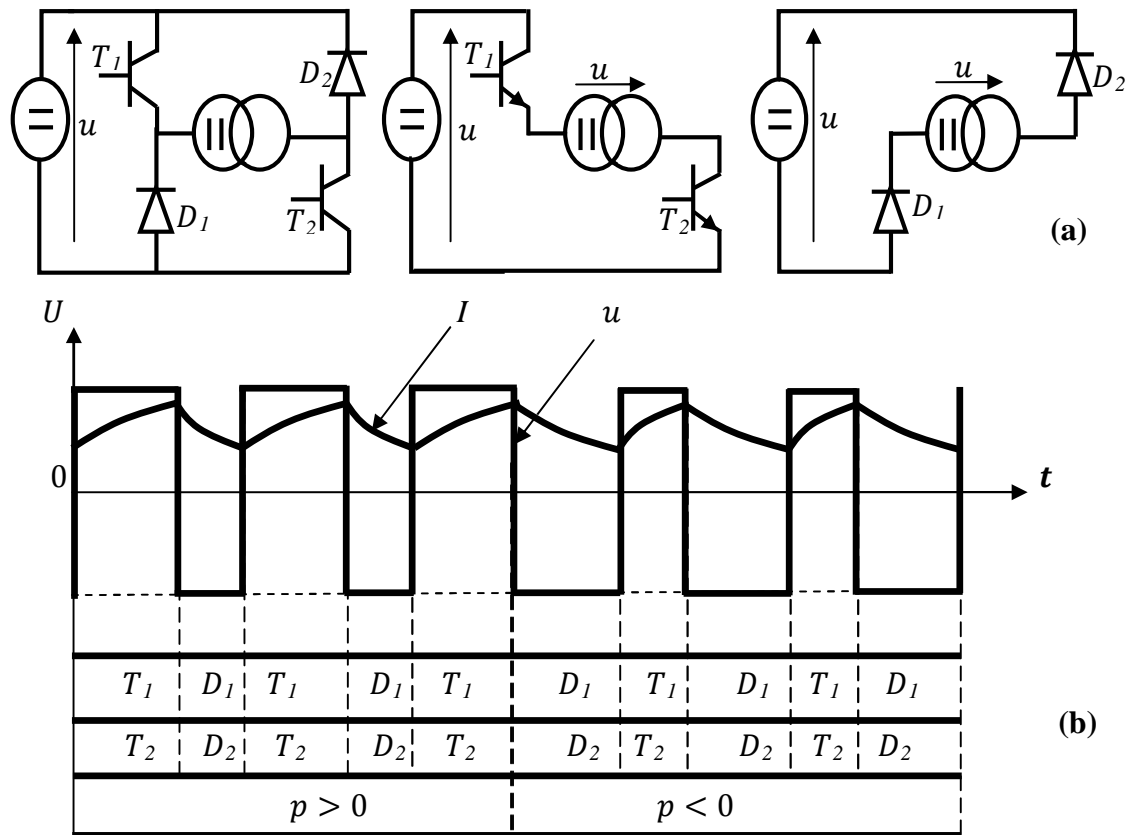 T1 D2 T1 u D2
u u u
D1 T2 T2 D1
(a)
U I u
0 t
T1 D1 T1 D1 T1 D1 T1 D1 T1 D1
T2 D2 T2 D2 T2 D2 T2 D2 T2 D2
(b)
p > 0 p < 0